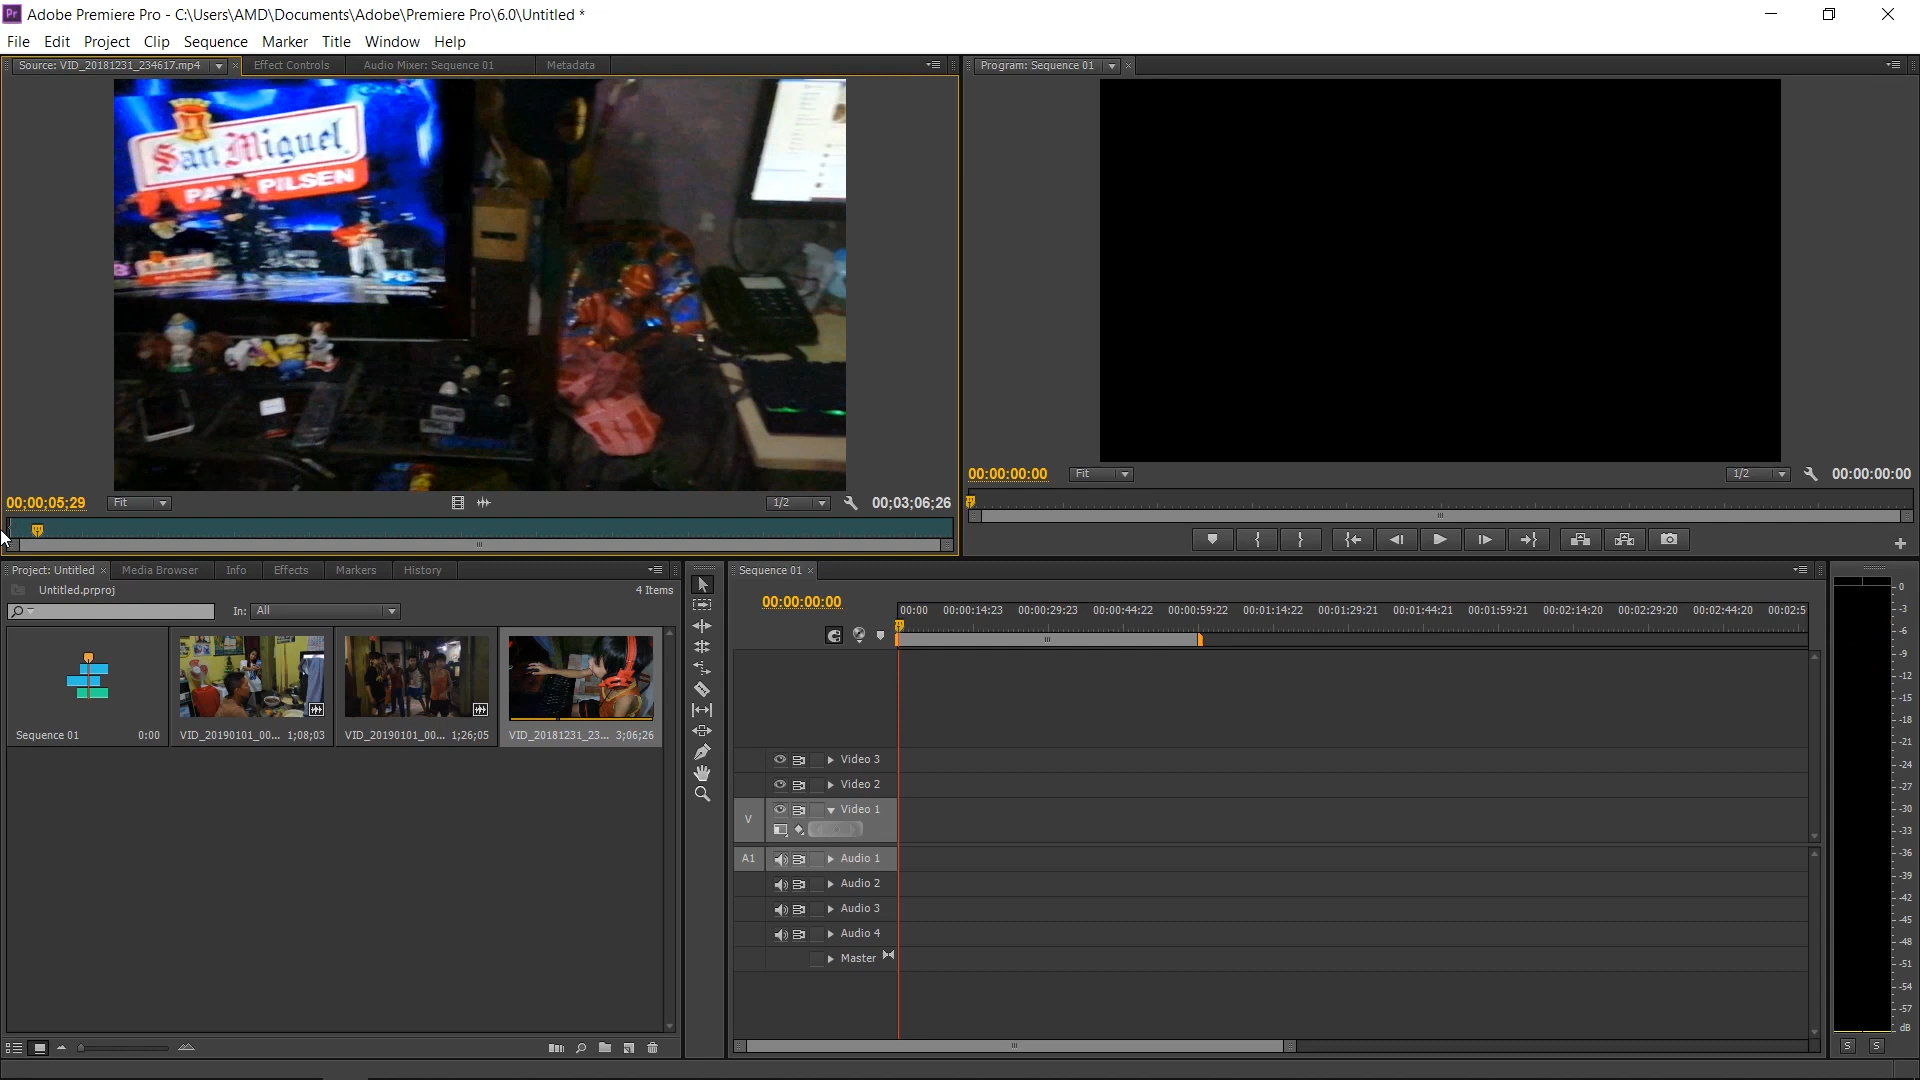 Adobe Premiere Pro - C:\Users\AMD\Documents\Adobe\Premiere Pro\6.0\Untitled *
File Edit Project Clip Sequence Marker Title Window Help
Source: VID_20181231_234617.mp4 Effect Controls Audio Mixer: Sequence 01 Metadata
Program: Sequence 01
San Miguel
PALE PILSEN
PG
00;00;05;29 Fit 1/2 00;03;06;26
00:00:00:00 Fit 1/2 00:00:00:00
Project: Untitled Media Browser Info Effects Markers History
Untitled.prproj 4 Items
In: All
Sequence 01 0:00
VID_20190101_00... 1;08;03
VID_20190101_00... 1;26;05
VID_20181231_23... 3;06;26
Sequence 01
00:00:00:00
00:00 00:00:14:23 00:00:29:23 00:00:44:22 00:00:59:22 00:01:14:22 00:01:29:21 00:01:44:21 00:01:59:21 00:02:14:20 00:02:29:20 00:02:44:20 00:02:5
Video 3
Video 2
V Video 1
A1 Audio 1
Audio 2
Audio 3
Audio 4
Master
0
-3
-6
-9
-12
-15
-18
-21
-24
-27
-30
-33
-36
-39
-42
-45
-48
-51
-54
-57
dB
S S